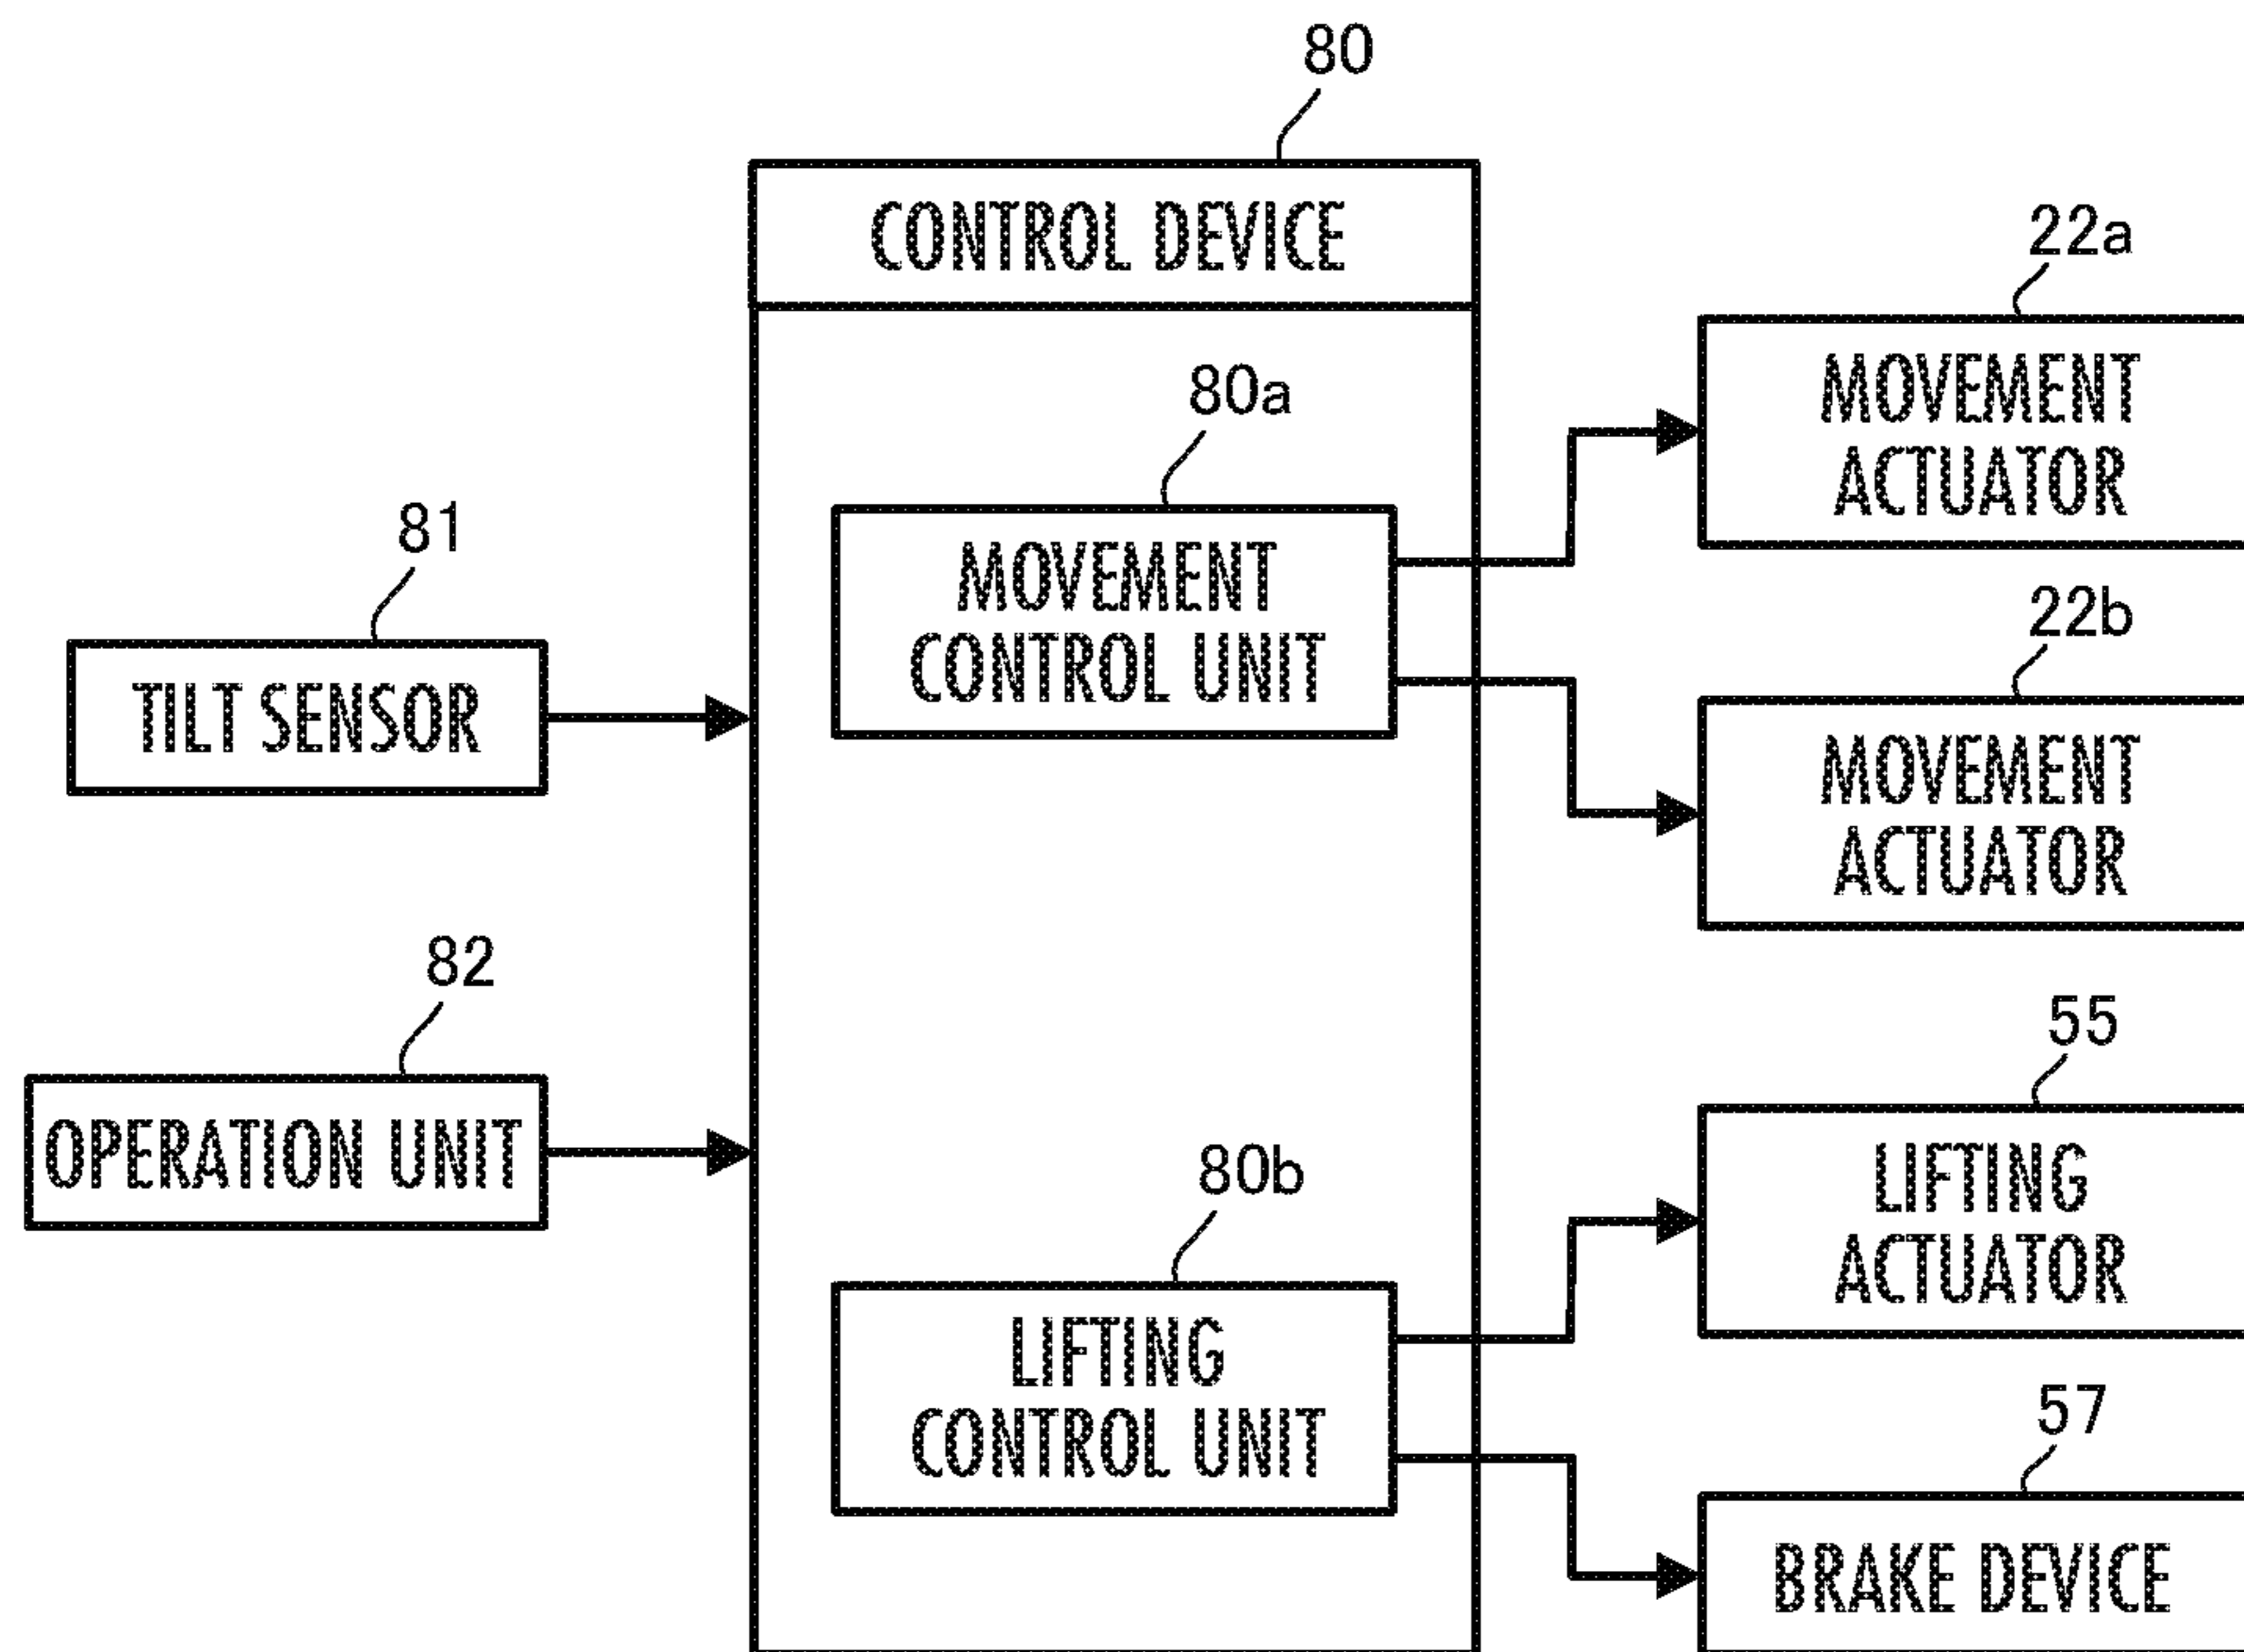 80
CONTROL DEVICE
22a
MOVEMENT
ACTUATOR
80a
MOVEMENT
CONTROL UNIT
81
TILT SENSOR
22b
MOVEMENT
ACTUATOR
82
OPERATION UNIT
55
LIFTING
ACTUATOR
80b
LIFTING
CONTROL UNIT
57
BRAKE DEVICE